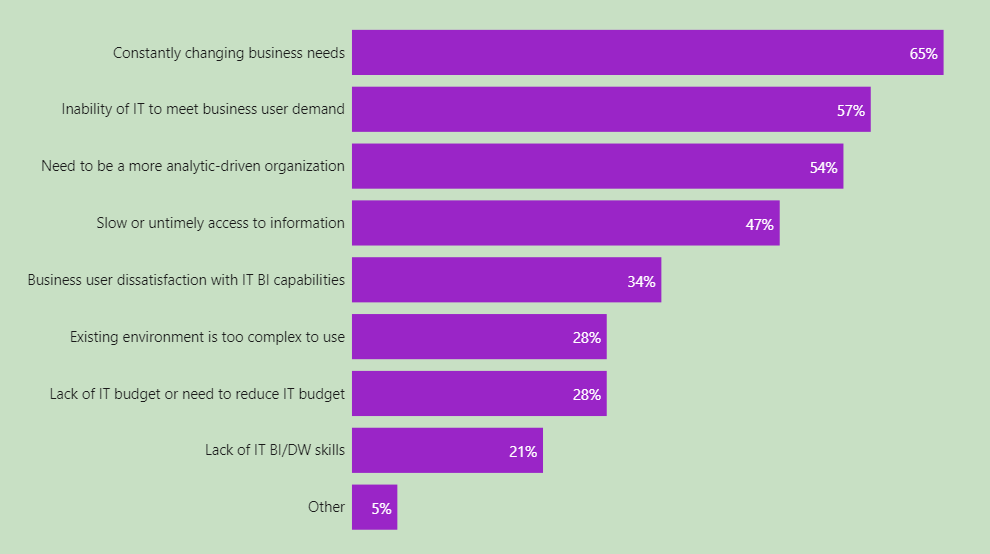 Constantly changing business needs 65%
Inability of IT to meet business user demand 57%
Need to be a more analytic-driven organization 54%
Slow or untimely access to information 47%
Business user dissatisfaction with IT BI capabilities 34%
Existing environment is too complex to use 28%
Lack of IT budget or need to reduce IT budget 28%
Lack of IT BI/DW skills 21%
Other 5%